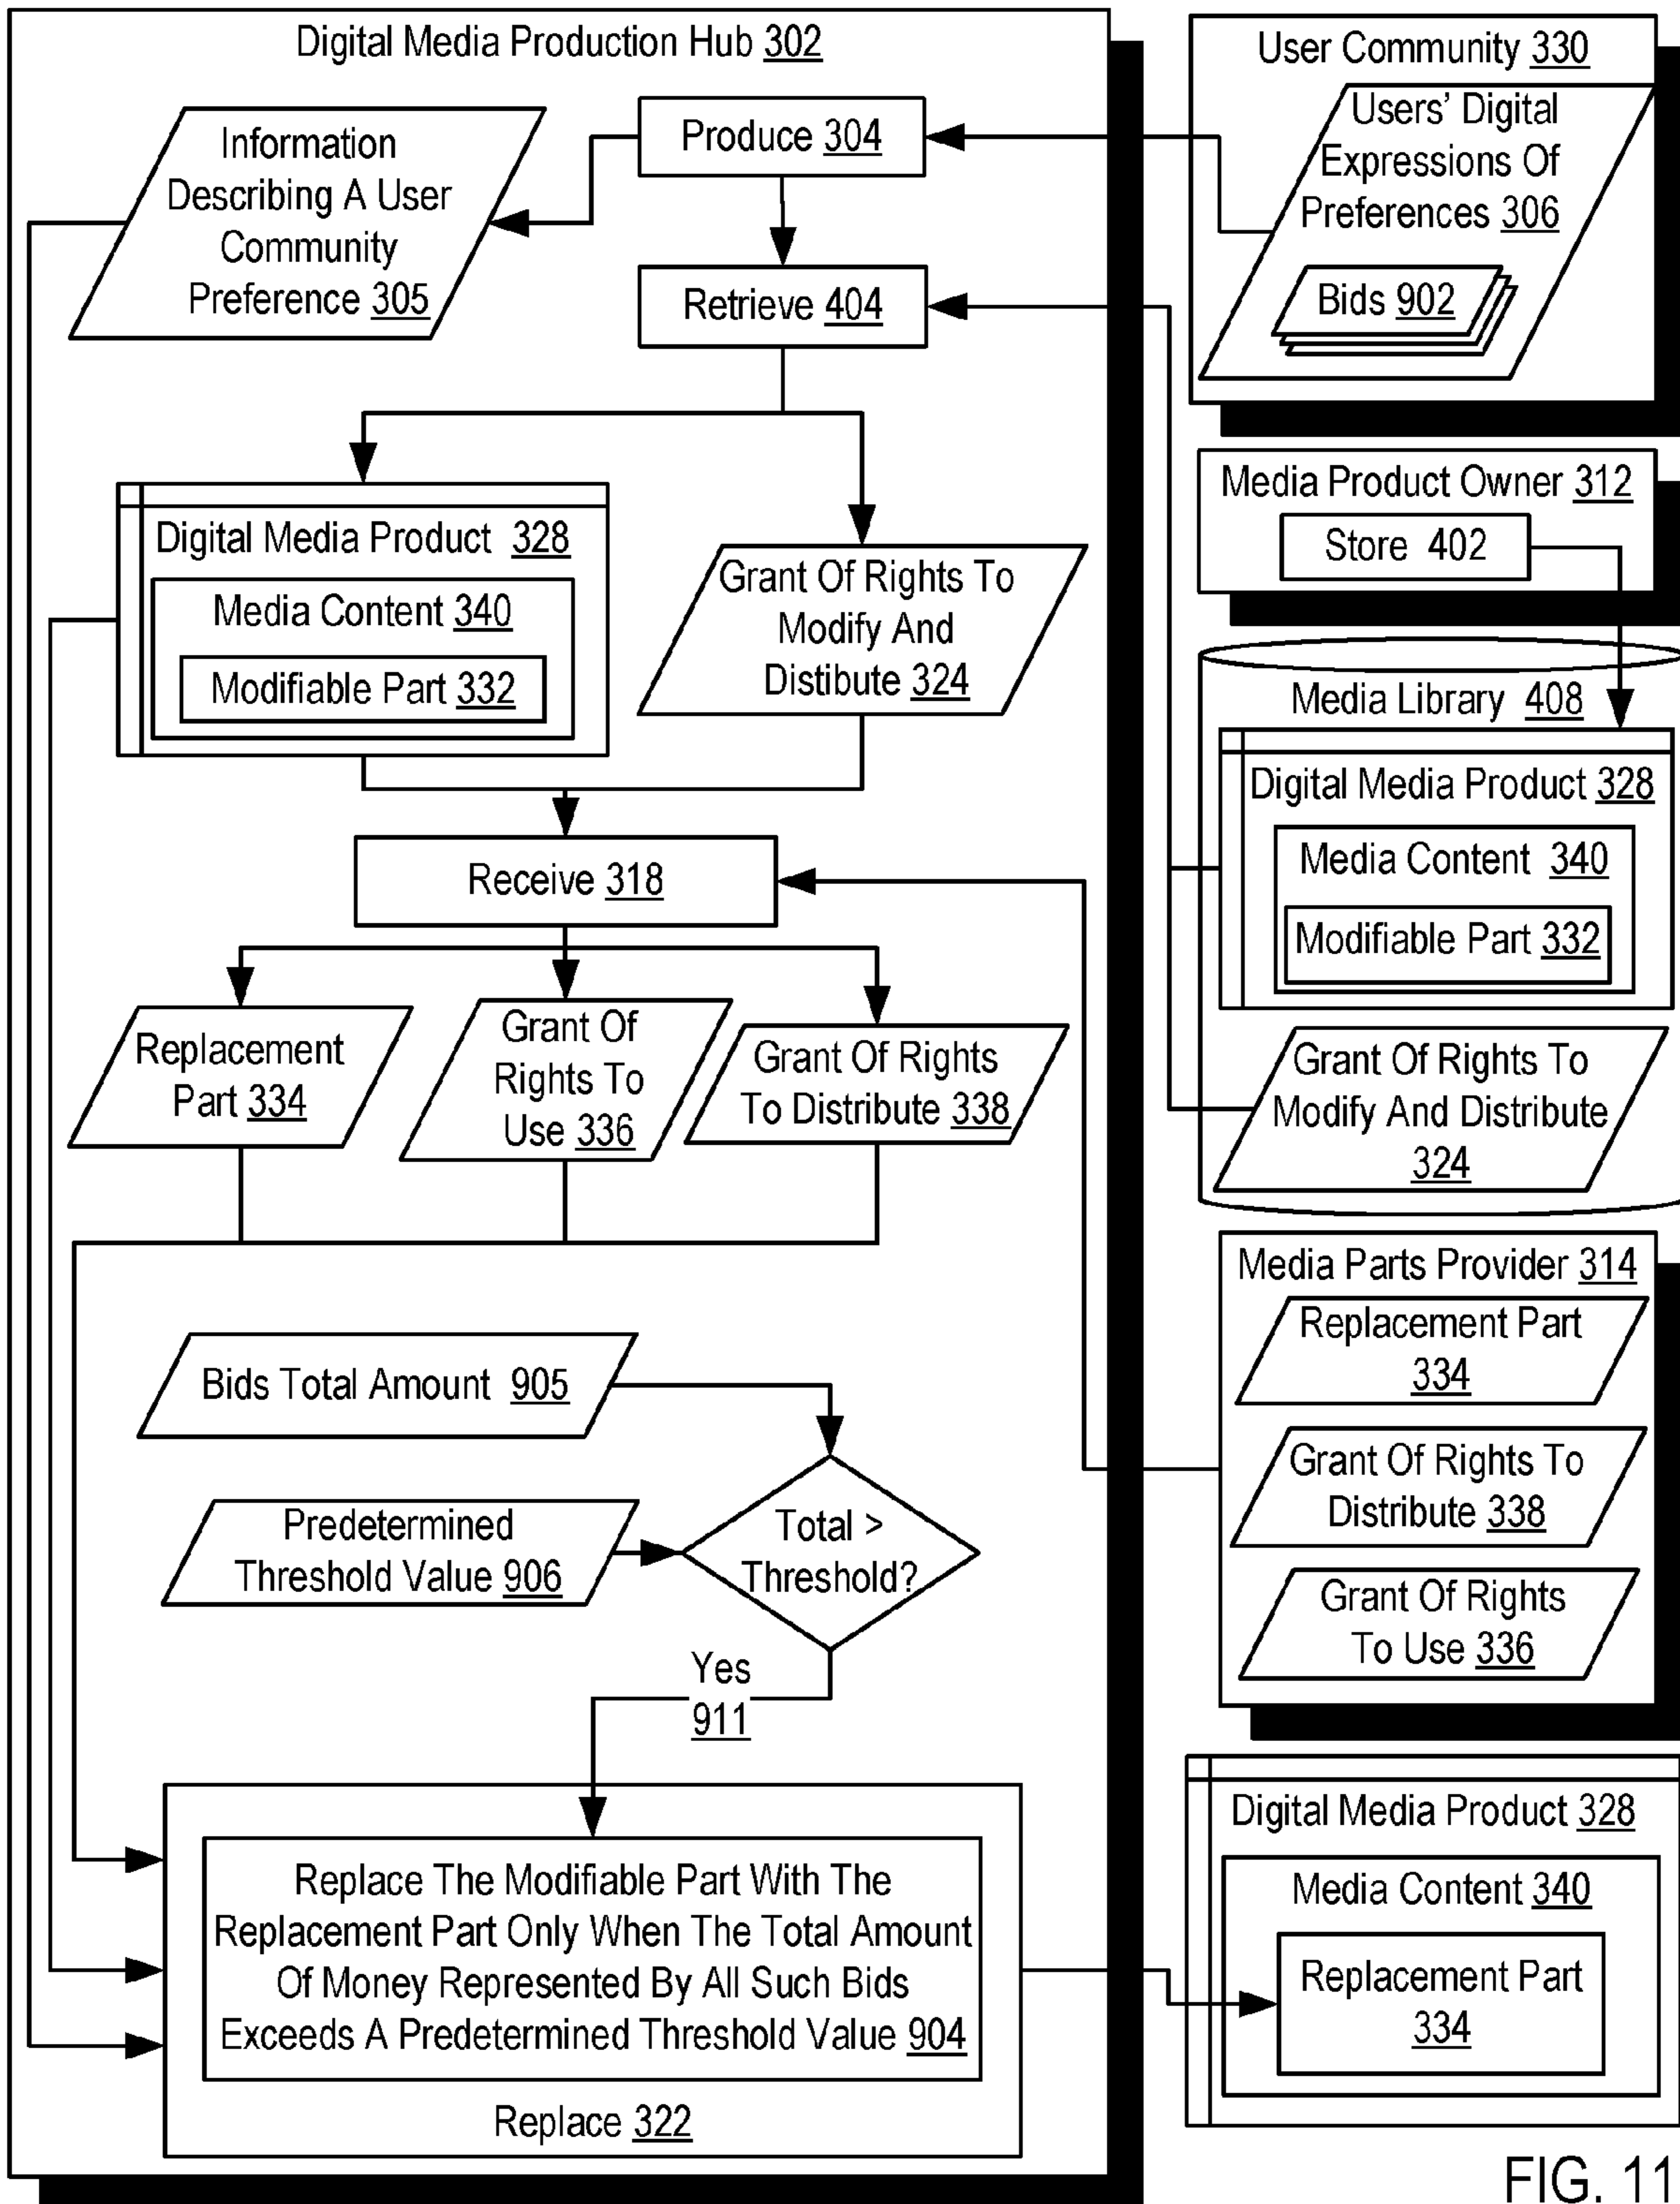 Digital Media Production Hub 302
Information
Describing A User
Community
Preference 305
Produce 304
Retrieve 404
Digital Media Product 328
Media Content 340
Modifiable Part 332
Grant Of Rights To
Modify And
Distibute 324
Receive 318
Replacement
Part 334
Grant Of
Rights To
Use 336
Grant Of Rights
To Distribute 338
Bids Total Amount 905
Predetermined
Threshold Value 906
Total >
Threshold?
Yes
911
Replace The Modifiable Part With The
Replacement Part Only When The Total Amount
Of Money Represented By All Such Bids
Exceeds A Predetermined Threshold Value 904
Replace 322
User Community 330
Users’ Digital
Expressions Of
Preferences 306
Bids 902
Media Product Owner 312
Store 402
Media Library 408
Digital Media Product 328
Media Content 340
Modifiable Part 332
Grant Of Rights To
Modify And Distribute
324
Media Parts Provider 314
Replacement Part
334
Grant Of Rights To
Distribute 338
Grant Of Rights
To Use 336
Digital Media Product 328
Media Content 340
Replacement Part
334
FIG. 11